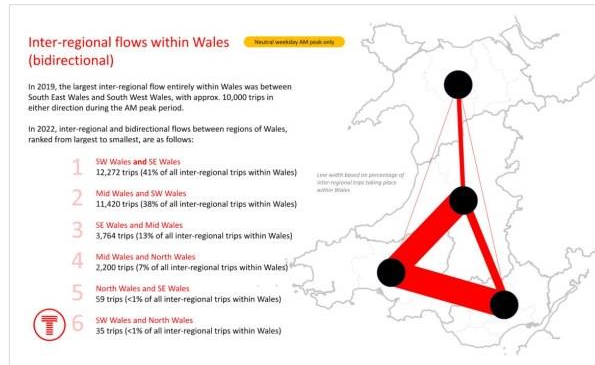 Inter-regional flows within Wales
(bidirectional)
Neutral weekday AM peak only
In 2019, the largest inter-regional flow entirely within Wales was between
South East Wales and South West Wales, with approx. 10,000 trips in
either direction during the AM peak period.
In 2022, inter-regional and bidirectional flows between regions of Wales,
ranked from largest to smallest, are as follows:
1 SW Wales and SE Wales
12,272 trips (41% of all inter-regional trips within Wales)
2 Mid Wales and SW Wales
11,420 trips (38% of all inter-regional trips within Wales)
3 SE Wales and Mid Wales
3,764 trips (13% of all inter-regional trips within Wales)
4 Mid Wales and North Wales
2,200 trips (7% of all inter-regional trips within Wales)
5 North Wales and SE Wales
59 trips (<1% of all inter-regional trips within Wales)
6 SW Wales and North Wales
35 trips (<1% of all inter-regional trips within Wales)
Line width based on percentage of
inter-regional trips taking place
within Wales
T